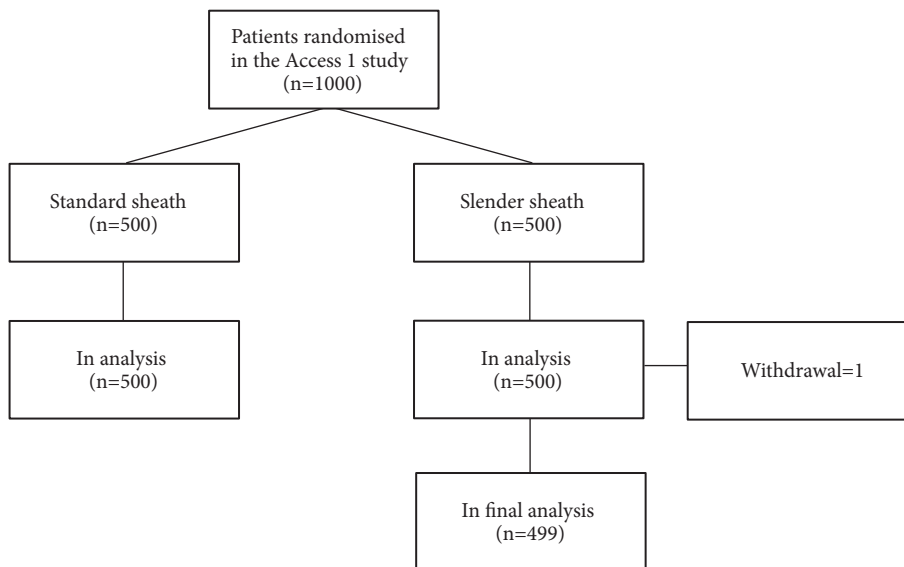 Patients randomised
in the Access 1 study
(n=1000)
Standard sheath
(n=500)
Slender sheath
(n=500)
In analysis
(n=500)
In analysis
(n=500)
Withdrawal=1
In final analysis
(n=499)